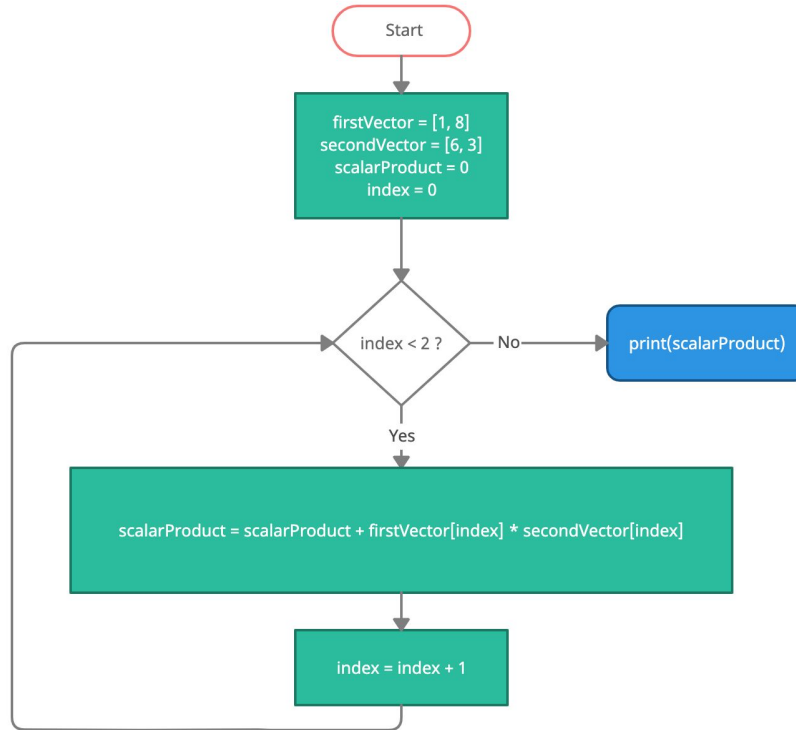 Start
firstVector = [1, 8]
secondVector = [6, 3]
scalarProduct = 0
index = 0
index < 2 ?
No
print(scalarProduct)
Yes
scalarProduct = scalarProduct + firstVector[index] * secondVector[index]
index = index + 1